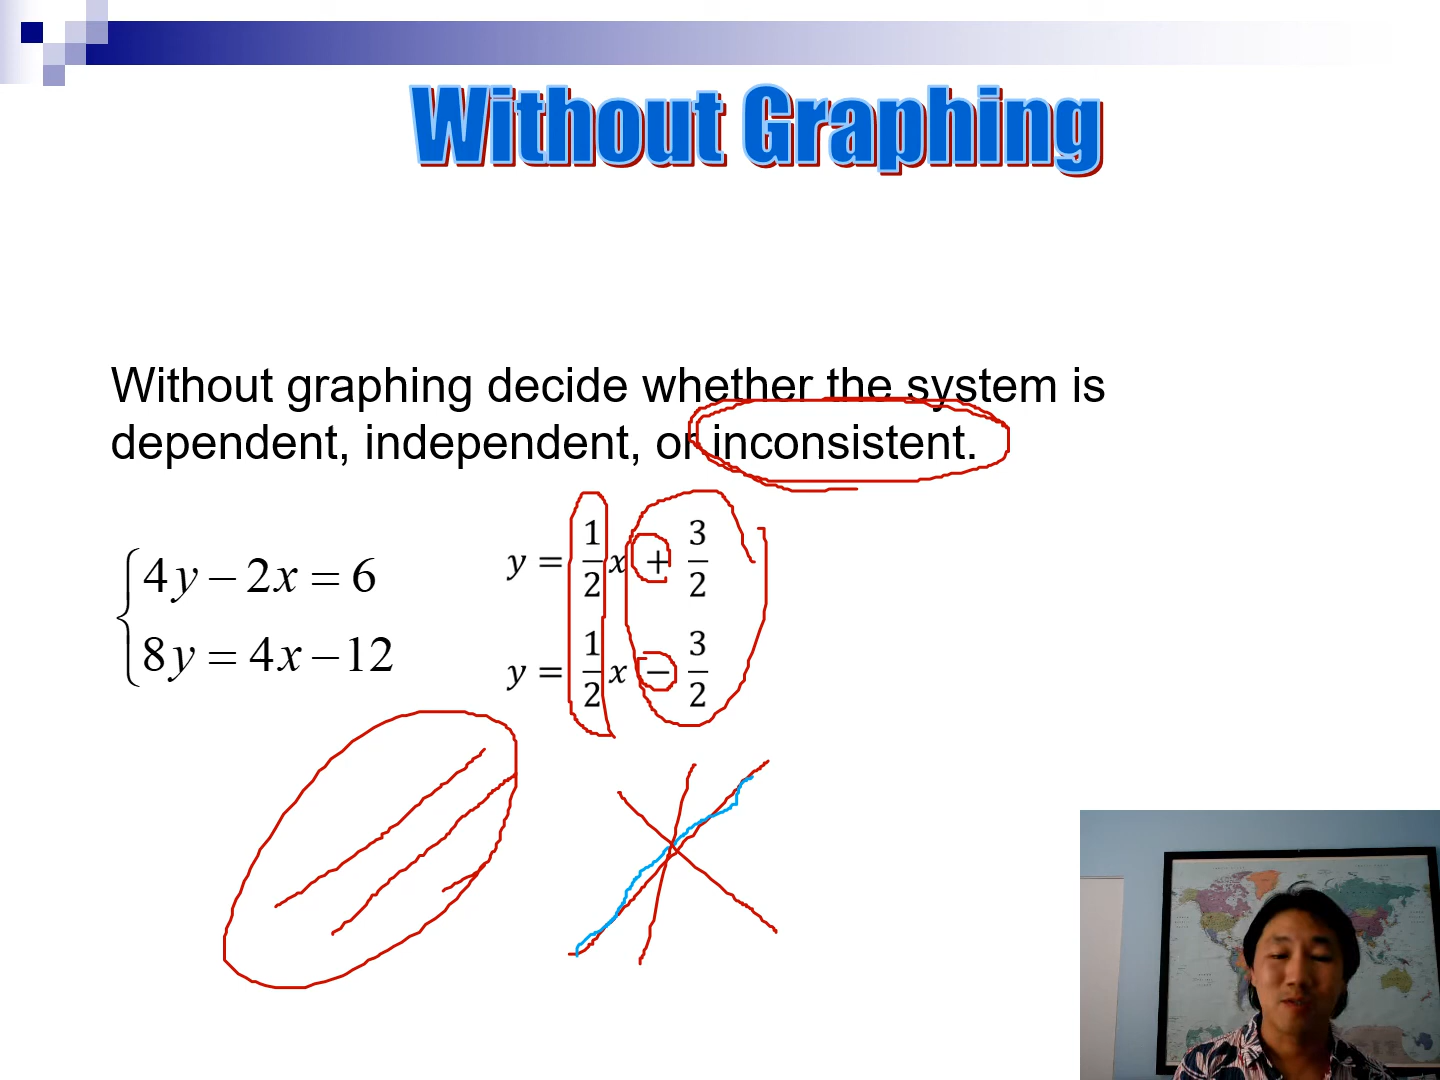 Without Graphing
Without graphing decide whether the system is
dependent, independent, or inconsistent.
4y − 2x = 6
8y = 4x − 12
y = 1/2 x + 3/2
y = 1/2 x − 3/2